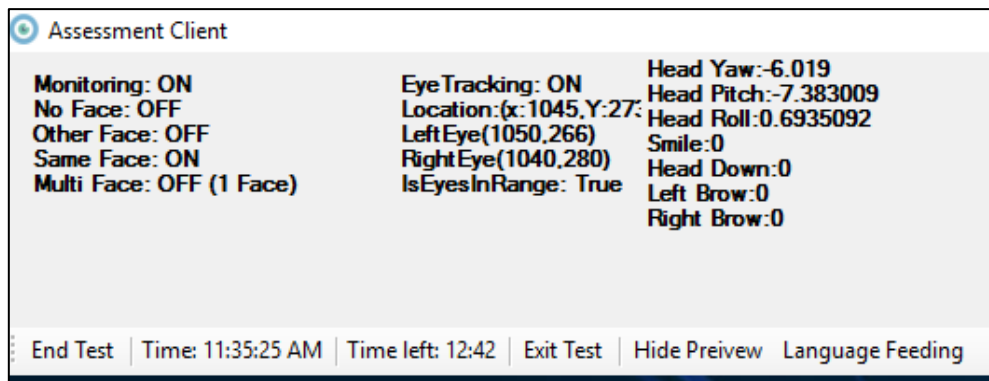 Assessment Client
Monitoring: ON
No Face: OFF
Other Face: OFF
Same Face: ON
Multi Face: OFF (1 Face)
EyeTracking: ON
Location:(x:1045,Y:273
LeftEye(1050,266)
RightEye(1040,280)
IsEyesInRange: True
Head Yaw:-6.019
Head Pitch:-7.383009
Head Roll:0.6935092
Smile:0
Head Down:0
Left Brow:0
Right Brow:0
End Test | Time: 11:35:25 AM | Time left: 12:42 | Exit Test | Hide Preivew Language Feeding